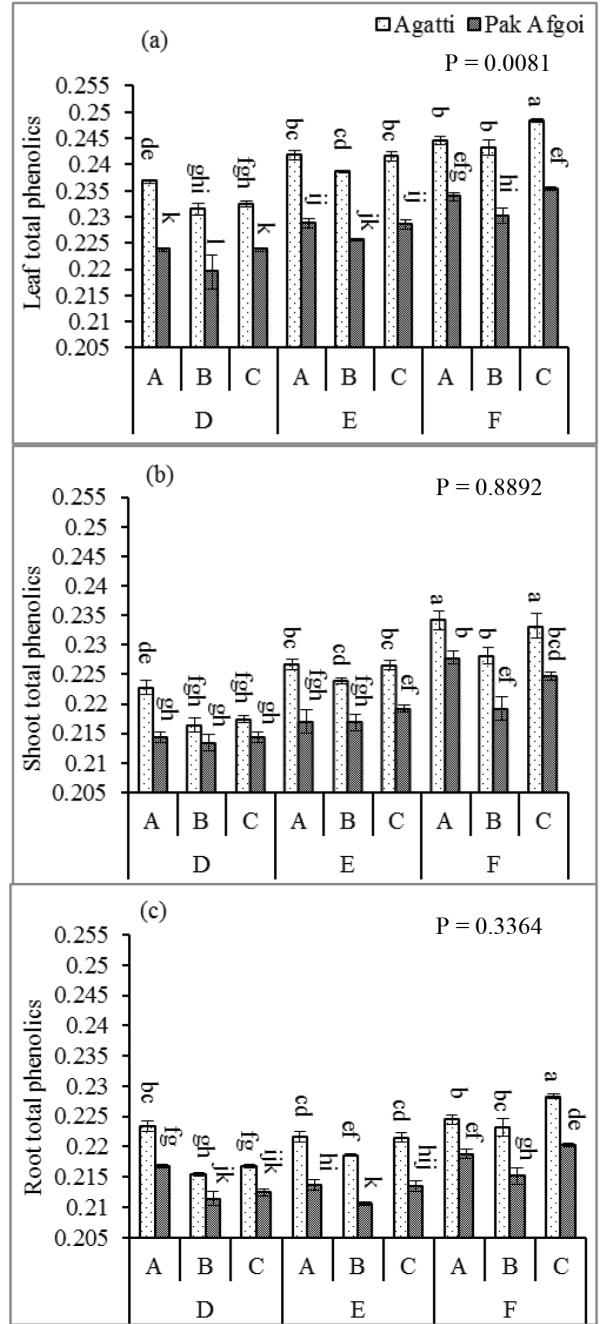 (a)
Agatti Pak Afgoi
P = 0.0081
Leaf total phenolics
0.255
0.25
0.245
0.24
0.235
0.23
0.225
0.22
0.215
0.21
0.205
de k ghi l fgh k bc ij cd jk bc ij b efg b hi a ef
A B C A B C A B C
D E F
(b)
P = 0.8892
Shoot total phenolics
0.255
0.25
0.245
0.24
0.235
0.23
0.225
0.22
0.215
0.21
0.205
de gh fgh gh fgh gh bc fgh cd fgh bc ef a b b ef a bcd
A B C A B C A B C
D E F
(c)
P = 0.3364
Root total phenolics
0.255
0.25
0.245
0.24
0.235
0.23
0.225
0.22
0.215
0.21
0.205
bc fg gh jk fg ijk cd hi ef k cd hij b ef bc gh a de
A B C A B C A B C
D E F